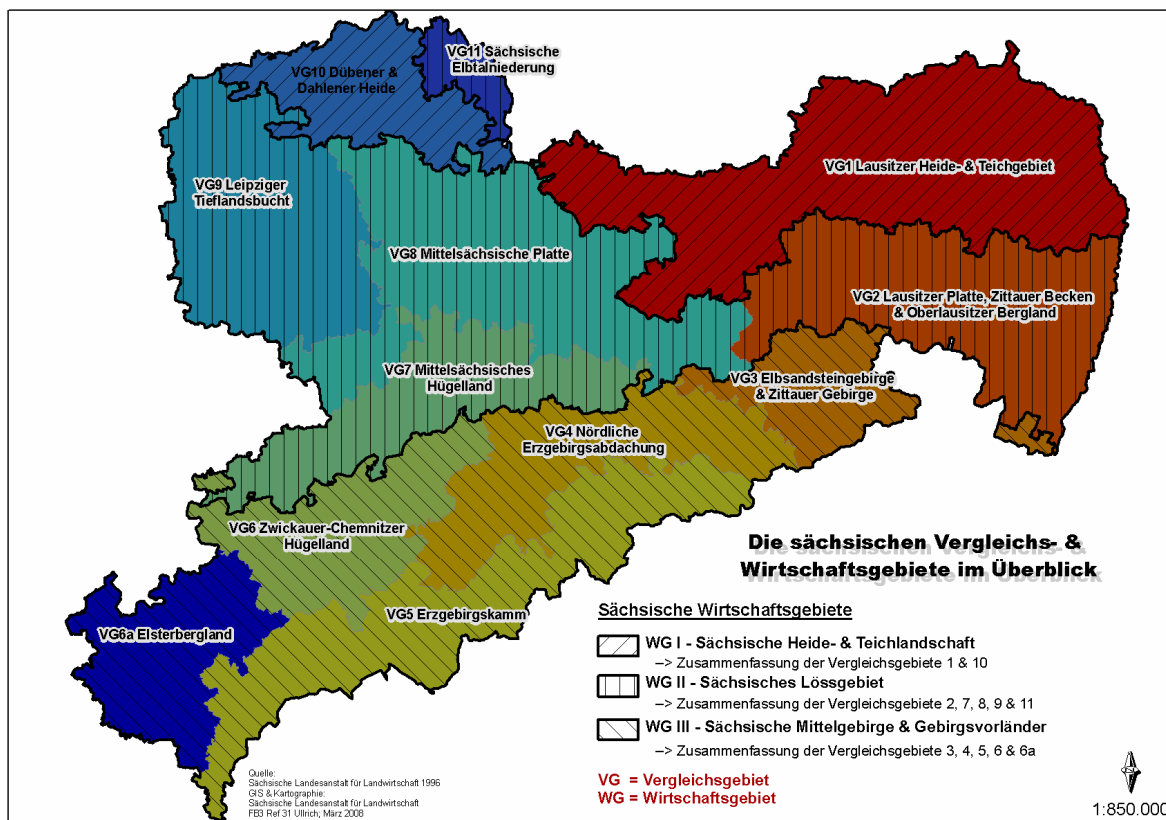 VG11 Sächsische
Elbtalniederung
VG10 Dübener &
Dahlener Heide
VG1 Lausitzer Heide- & Teichgebiet
VG9 Leipziger
Tieflandsbucht
VG8 Mittelsächsische Platte
VG2 Lausitzer Platte, Zittauer Becken
& Oberlausitzer Bergland
VG7 Mittelsächsisches
Hügelland
VG3 Elbsandsteingebirge
& Zittauer Gebirge
VG4 Nördliche
Erzgebirgsabdachung
VG6 Zwickauer-Chemnitzer
Hügelland
VG5 Erzgebirgskamm
VG6a Elsterbergland
Die sächsischen Vergleichs- &
Wirtschaftsgebiete im Überblick
Sächsische Wirtschaftsgebiete
WG I - Sächsische Heide- & Teichlandschaft
–> Zusammenfassung der Vergleichsgebiete 1 & 10
WG II - Sächsisches Lössgebiet
–> Zusammenfassung der Vergleichsgebiete 2, 7, 8, 9 & 11
WG III - Sächsische Mittelgebirge & Gebirgsvorländer
–> Zusammenfassung der Vergleichsgebiete 3, 4, 5, 6 & 6a
VG = Vergleichsgebiet
WG = Wirtschaftsgebiet
Quelle:
Sächsische Landesanstalt für Landwirtschaft 1996
GIS & Kartographie:
Sächsische Landesanstalt für Landwirtschaft
FB3 Ref 31 Ullrich; März 2008
1:850.000